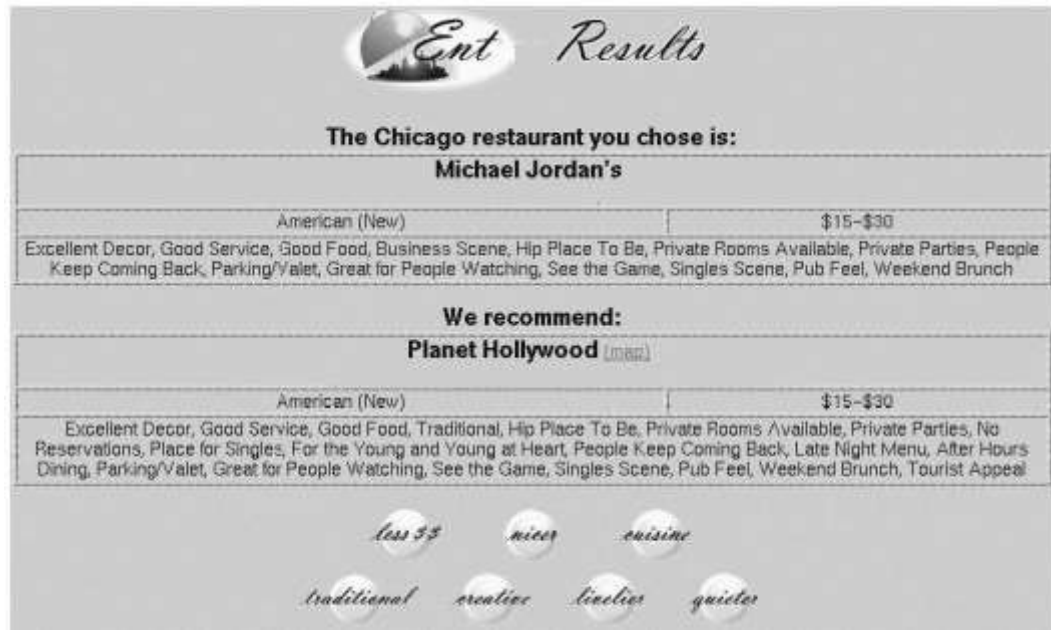 Ent Results
The Chicago restaurant you chose is:
Michael Jordan's
American (New) $15-$30
Excellent Decor, Good Service, Good Food, Business Scene, Hip Place To Be, Private Rooms Available, Private Parties, People
Keep Coming Back, Parking/Valet, Great for People Watching, See the Game, Singles Scene, Pub Feel, Weekend Brunch
We recommend:
Planet Hollywood (map)
American (New) $15-$30
Excellent Decor, Good Service, Good Food, Traditional, Hip Place To Be, Private Rooms Available, Private Parties, No
Reservations, Place for Singles, For the Young and Young at Heart, People Keep Coming Back, Late Night Menu, After Hours
Dining, Parking/Valet, Great for People Watching, See the Game, Singles Scene, Pub Feel, Weekend Brunch, Tourist Appeal
less $$ nicer cuisine
traditional creative livelier quieter